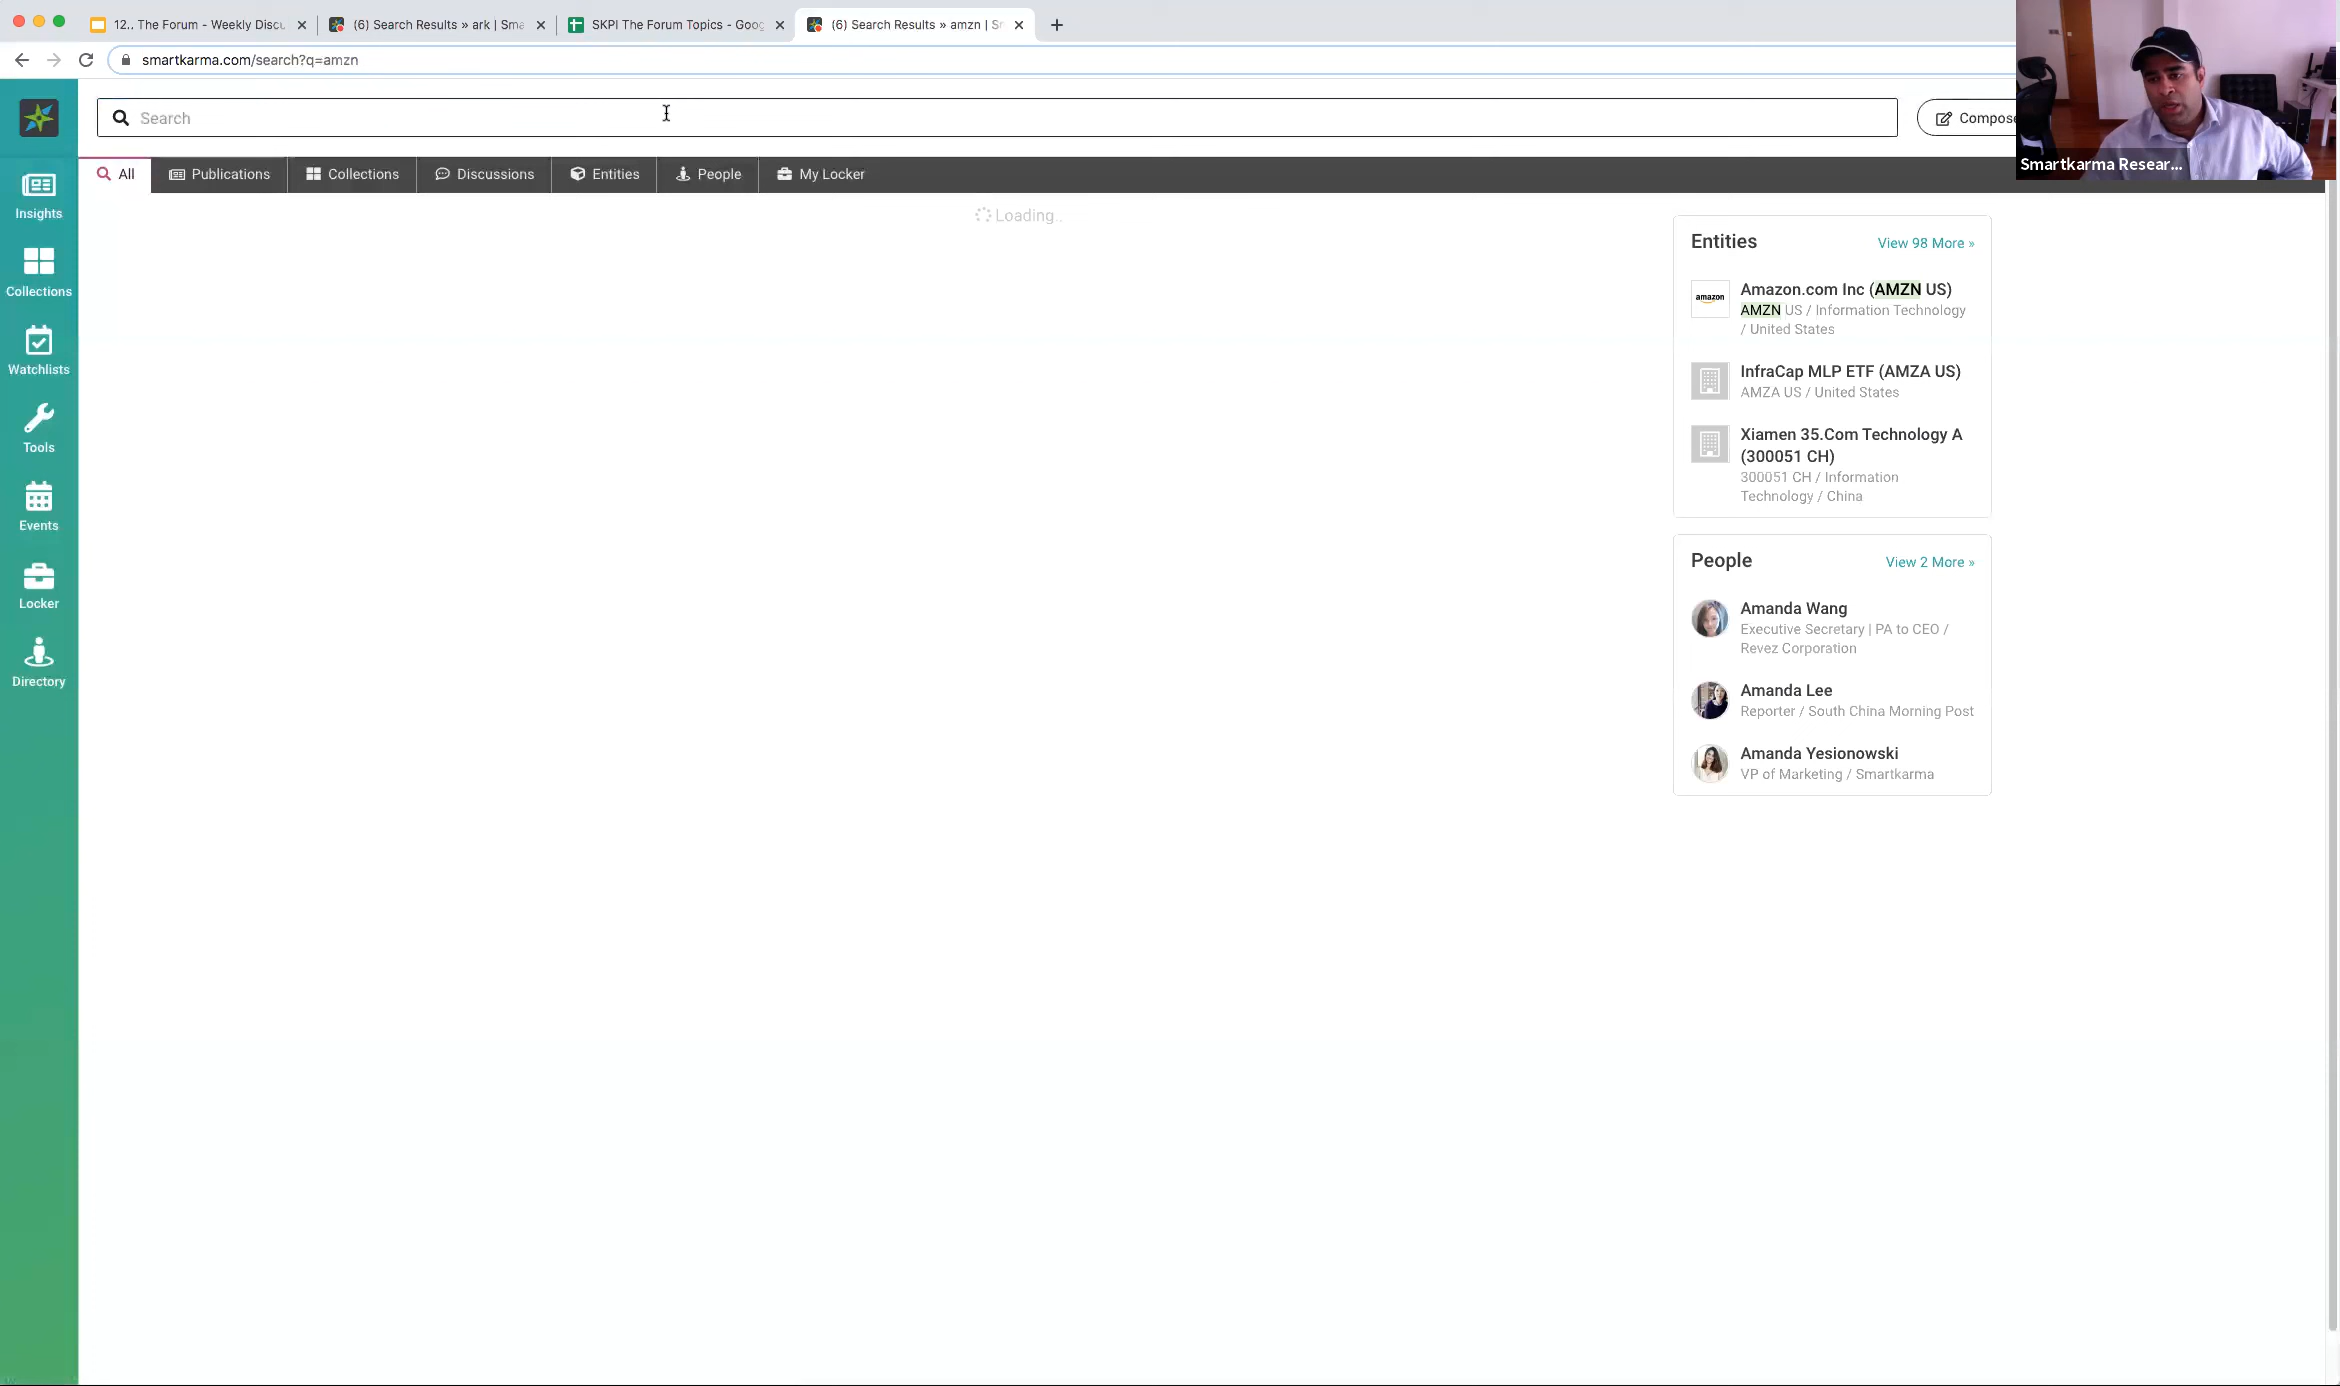 12.. The Forum - Weekly Discu
(6) Search Results » ark | Sma
SKPI The Forum Topics - Goog
(6) Search Results » amzn | Sr
smartkarma.com/search?q=amzn
Search
Compose
Smartkarma Resear...
All
Publications
Collections
Discussions
Entities
People
My Locker
Insights
Collections
Watchlists
Tools
Events
Locker
Directory
Loading..
Entities
View 98 More »
amazon
Amazon.com Inc (AMZN US)
AMZN US / Information Technology
/ United States
InfraCap MLP ETF (AMZA US)
AMZA US / United States
Xiamen 35.Com Technology A
(300051 CH)
300051 CH / Information
Technology / China
People
View 2 More »
Amanda Wang
Executive Secretary | PA to CEO /
Revez Corporation
Amanda Lee
Reporter / South China Morning Post
Amanda Yesionowski
VP of Marketing / Smartkarma